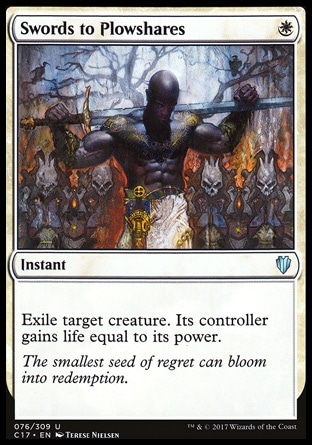 Swords to Plowshares
Instant
Exile target creature. Its controller
gains life equal to its power.
The smallest seed of regret can bloom
into redemption.
076/309 U
C17 • EN Terese Nielsen
™ & © 2017 Wizards of the Coast